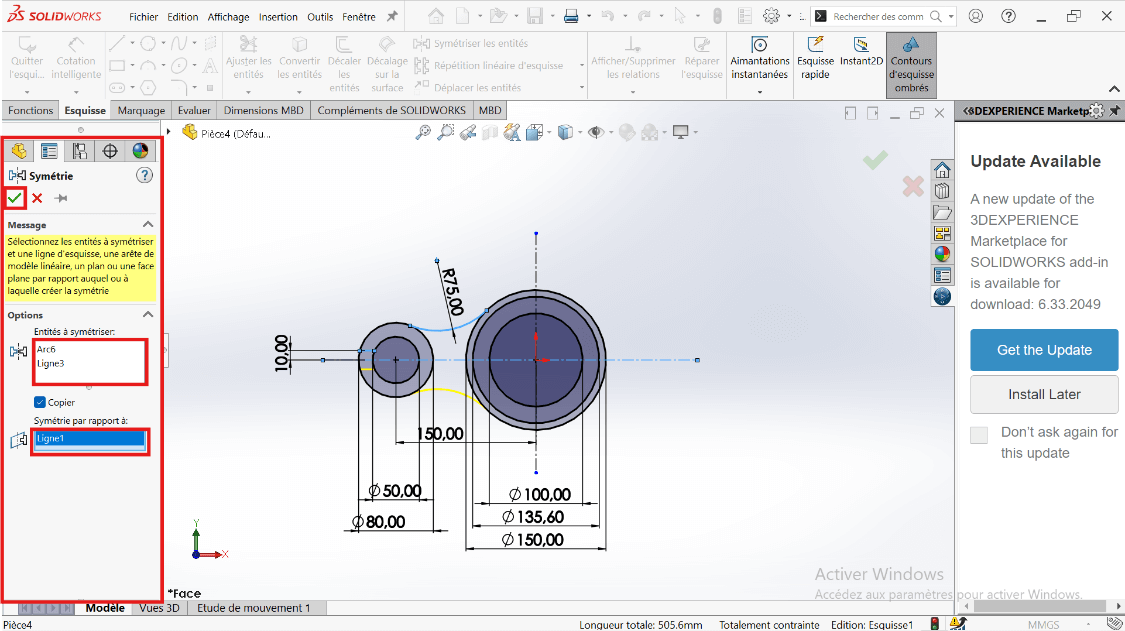 SOLIDWORKS Fichier Edition Affichage Insertion Outils Fenêtre Rechercher des comm
Quitter l'esqui... Cotation intelligente
Ajuster les entités
Convertir les entités
Décaler les entités
Décalage sur la surface
Symétriser les entités
Répétition linéaire d'esquisse
Déplacer les entités
Afficher/Supprimer les relations
Réparer l'esquisse
Aimantations instantanées
Esquisse rapide
Instant2D
Contours d'esquisse ombrés
Fonctions Esquisse Marquage Evaluer Dimensions MBD Compléments de SOLIDWORKS MBD
Pièce4 (Défau...
Symétrie
Message
Sélectionnez les entités à symétriser
et une ligne d'esquisse, une arête de
modèle linéaire, un plan ou une face
plane par rapport auquel ou à
laquelle créer la symétrie
Options
Entités à symétriser:
Arc6
Ligne3
Copier
Symétrie par rapport à:
Ligne1
R75,00
10,00
150,00
∅50,00
∅80,00
∅100,00
∅135,60
∅150,00
Y
X
*Face
3DEXPERIENCE Marketp
Update Available
A new update of the
3DEXPERIENCE
Marketplace for
SOLIDWORKS add-in
is available for
download: 6.33.2049
Get the Update
Install Later
Don't ask again for
this update
Activer Windows
Accédez aux paramètres pour activer Windows.
Modèle Vues 3D Etude de mouvement 1
Pièce4 Longueur totale: 505.6mm Totalement contrainte Edition: Esquisse1 MMGS